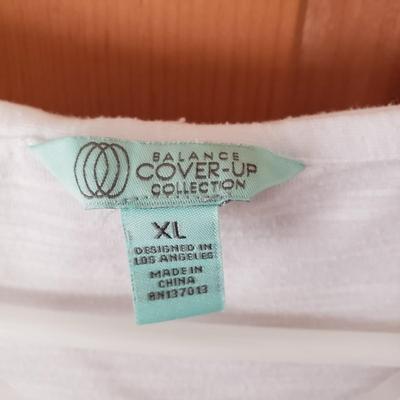 BALANCE
COVER-UP
COLLECTION
XL
DESIGNED IN
LOS ANGELES
MADE IN
CHINA
RN137013